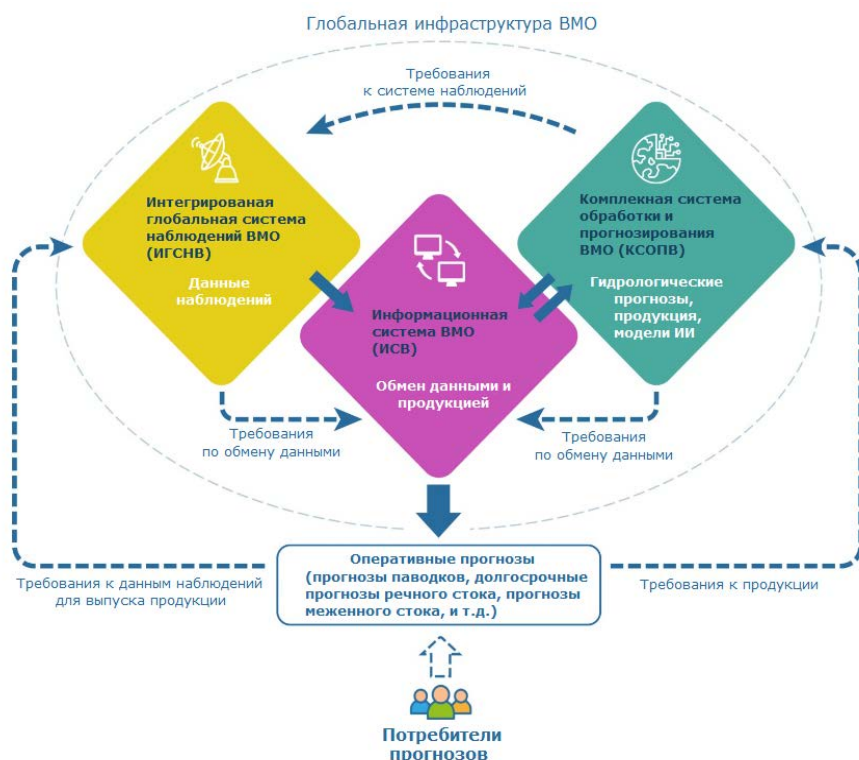 Глобальная инфраструктура ВМО
Требования
к системе наблюдений
Интегрированая
глобальная система
наблюдений ВМО
(ИГСНВ)
Данные
наблюдений
Информационная
система ВМО
(ИСВ)
Обмен данными и
продукцией
Комплекная система
обработки и
прогнозирования
ВМО (КСОПВ)
Гидрологические
прогнозы,
продукция,
модели ИИ
Требования
по обмену данными
Требования
по обмену данными
Оперативные прогнозы
(прогнозы паводков, долгосрочные
прогнозы речного стока, прогнозы
меженного стока, и т.д.)
Требования к данным наблюдений
для выпуска продукции
Требования к продукции
Потребители
прогнозов